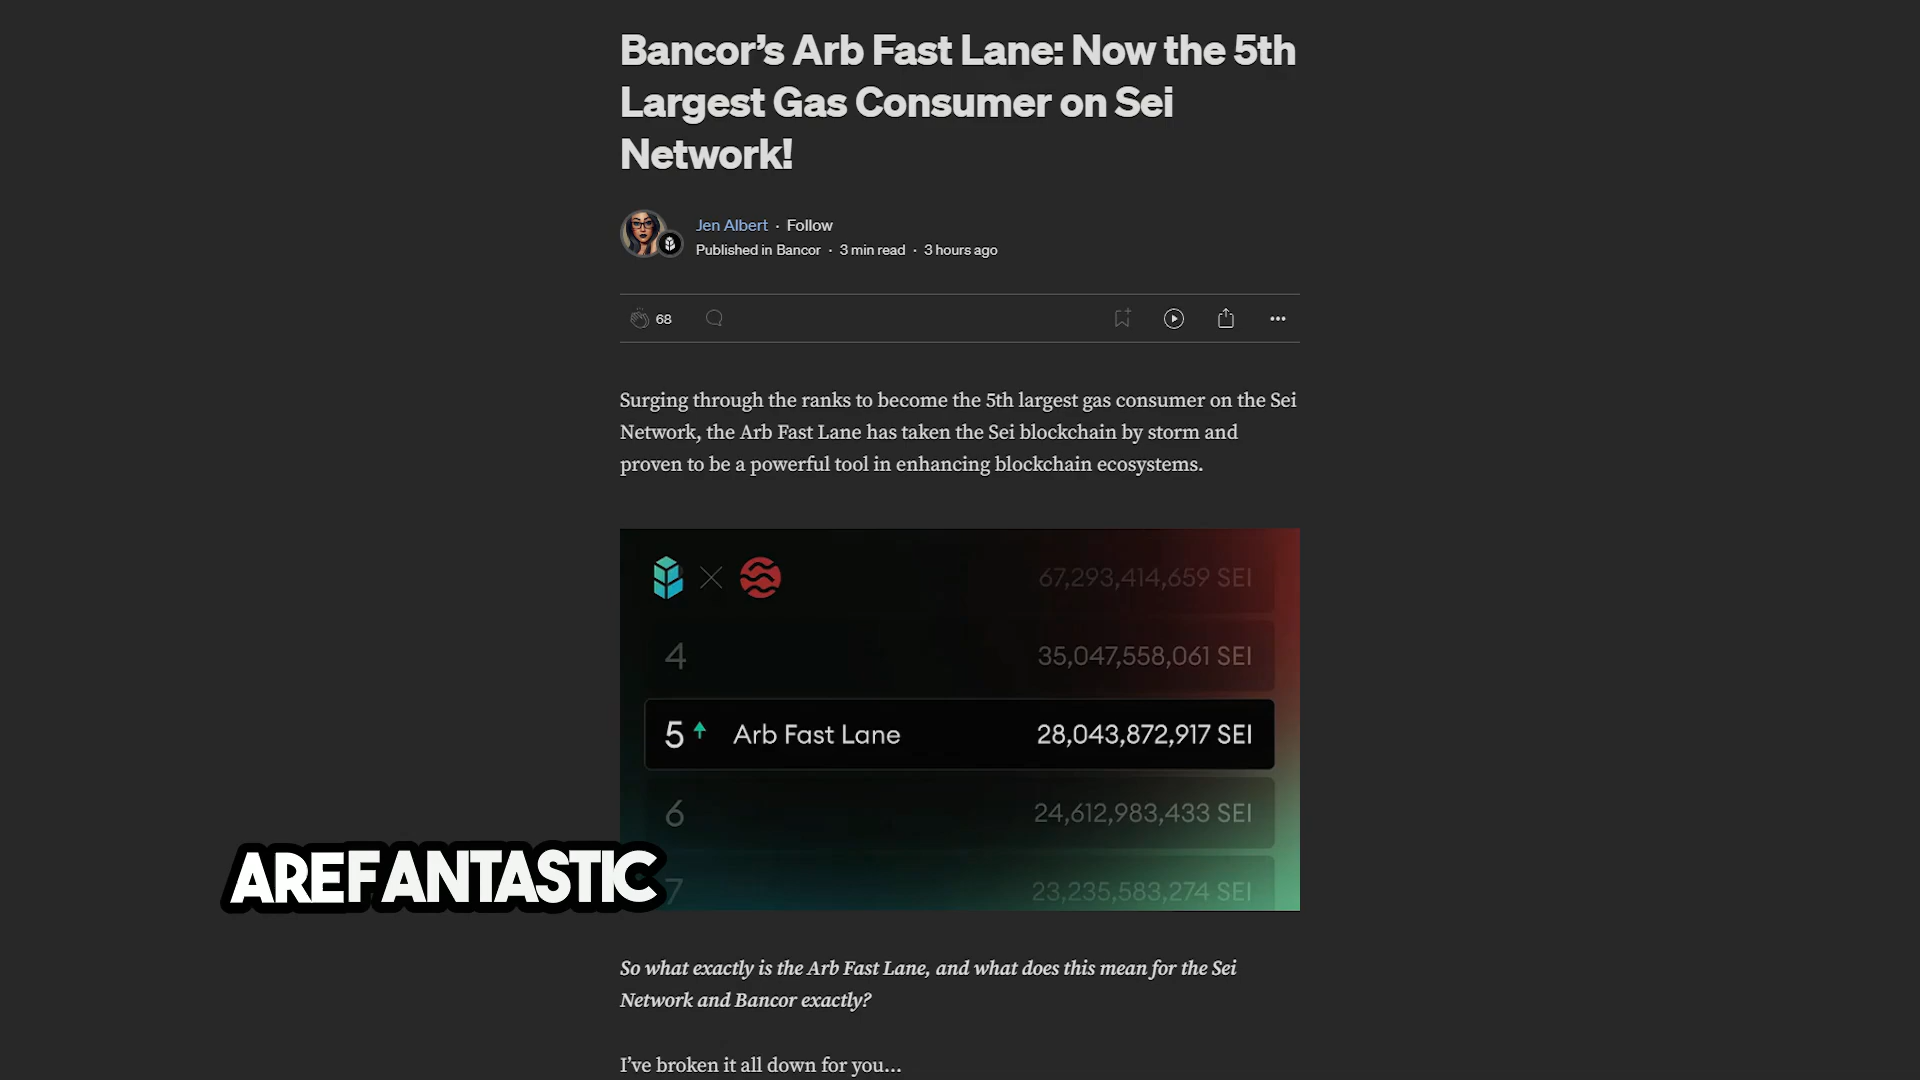 Bancor’s Arb Fast Lane: Now the 5th
Largest Gas Consumer on Sei
Network!
Jen Albert · Follow
Published in Bancor · 3 min read · 3 hours ago
68
Surging through the ranks to become the 5th largest gas consumer on the Sei
Network, the Arb Fast Lane has taken the Sei blockchain by storm and
proven to be a powerful tool in enhancing blockchain ecosystems.
67,293,414,659 SEI
4 35,047,558,061 SEI
5 Arb Fast Lane 28,043,872,917 SEI
6 24,612,983,433 SEI
AREFANTASTIC
7 23,235,583,274 SEI
So what exactly is the Arb Fast Lane, and what does this mean for the Sei
Network and Bancor exactly?
I’ve broken it all down for you...